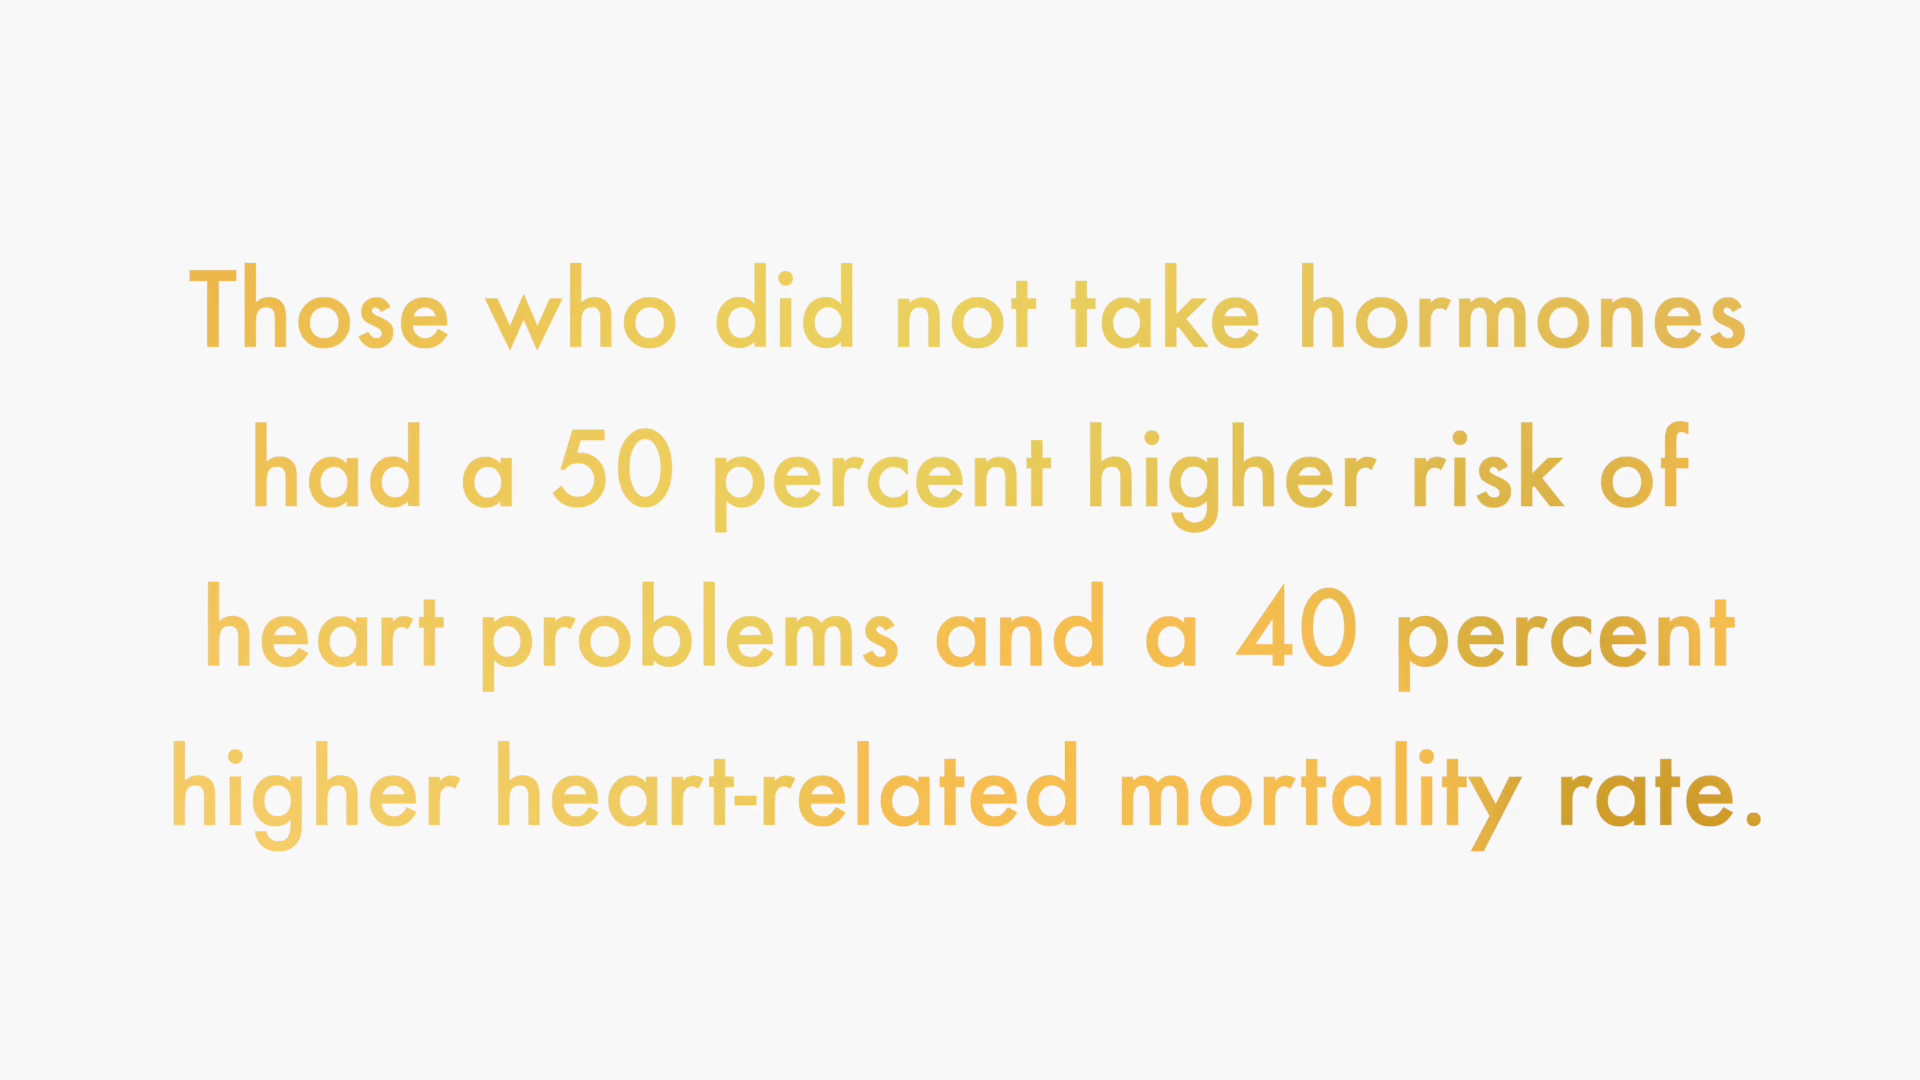 Those who did not take hormones
had a 50 percent higher risk of
heart problems and a 40 percent
higher heart-related mortality rate.